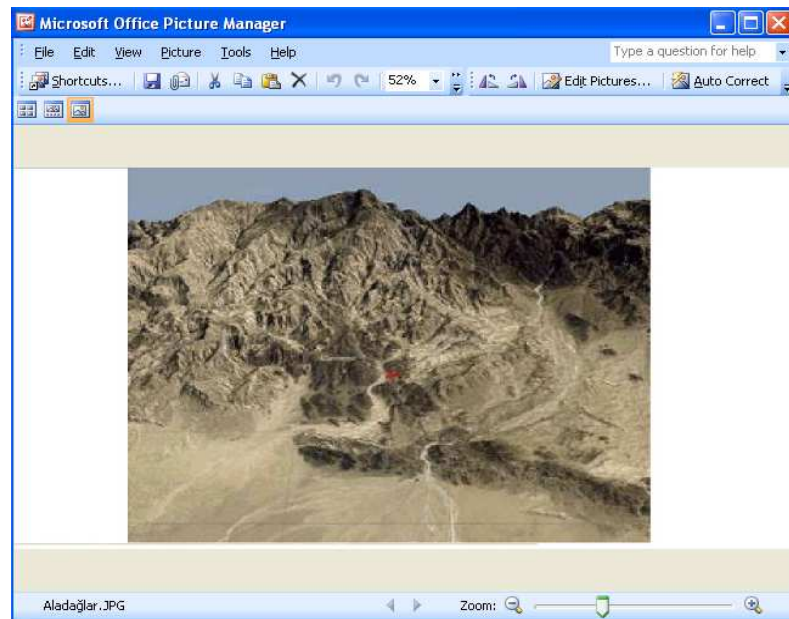 Microsoft Office Picture Manager
File Edit View Picture Tools Help Type a question for help
Shortcuts... 52% Edit Pictures... Auto Correct
Aladağlar.JPG Zoom: